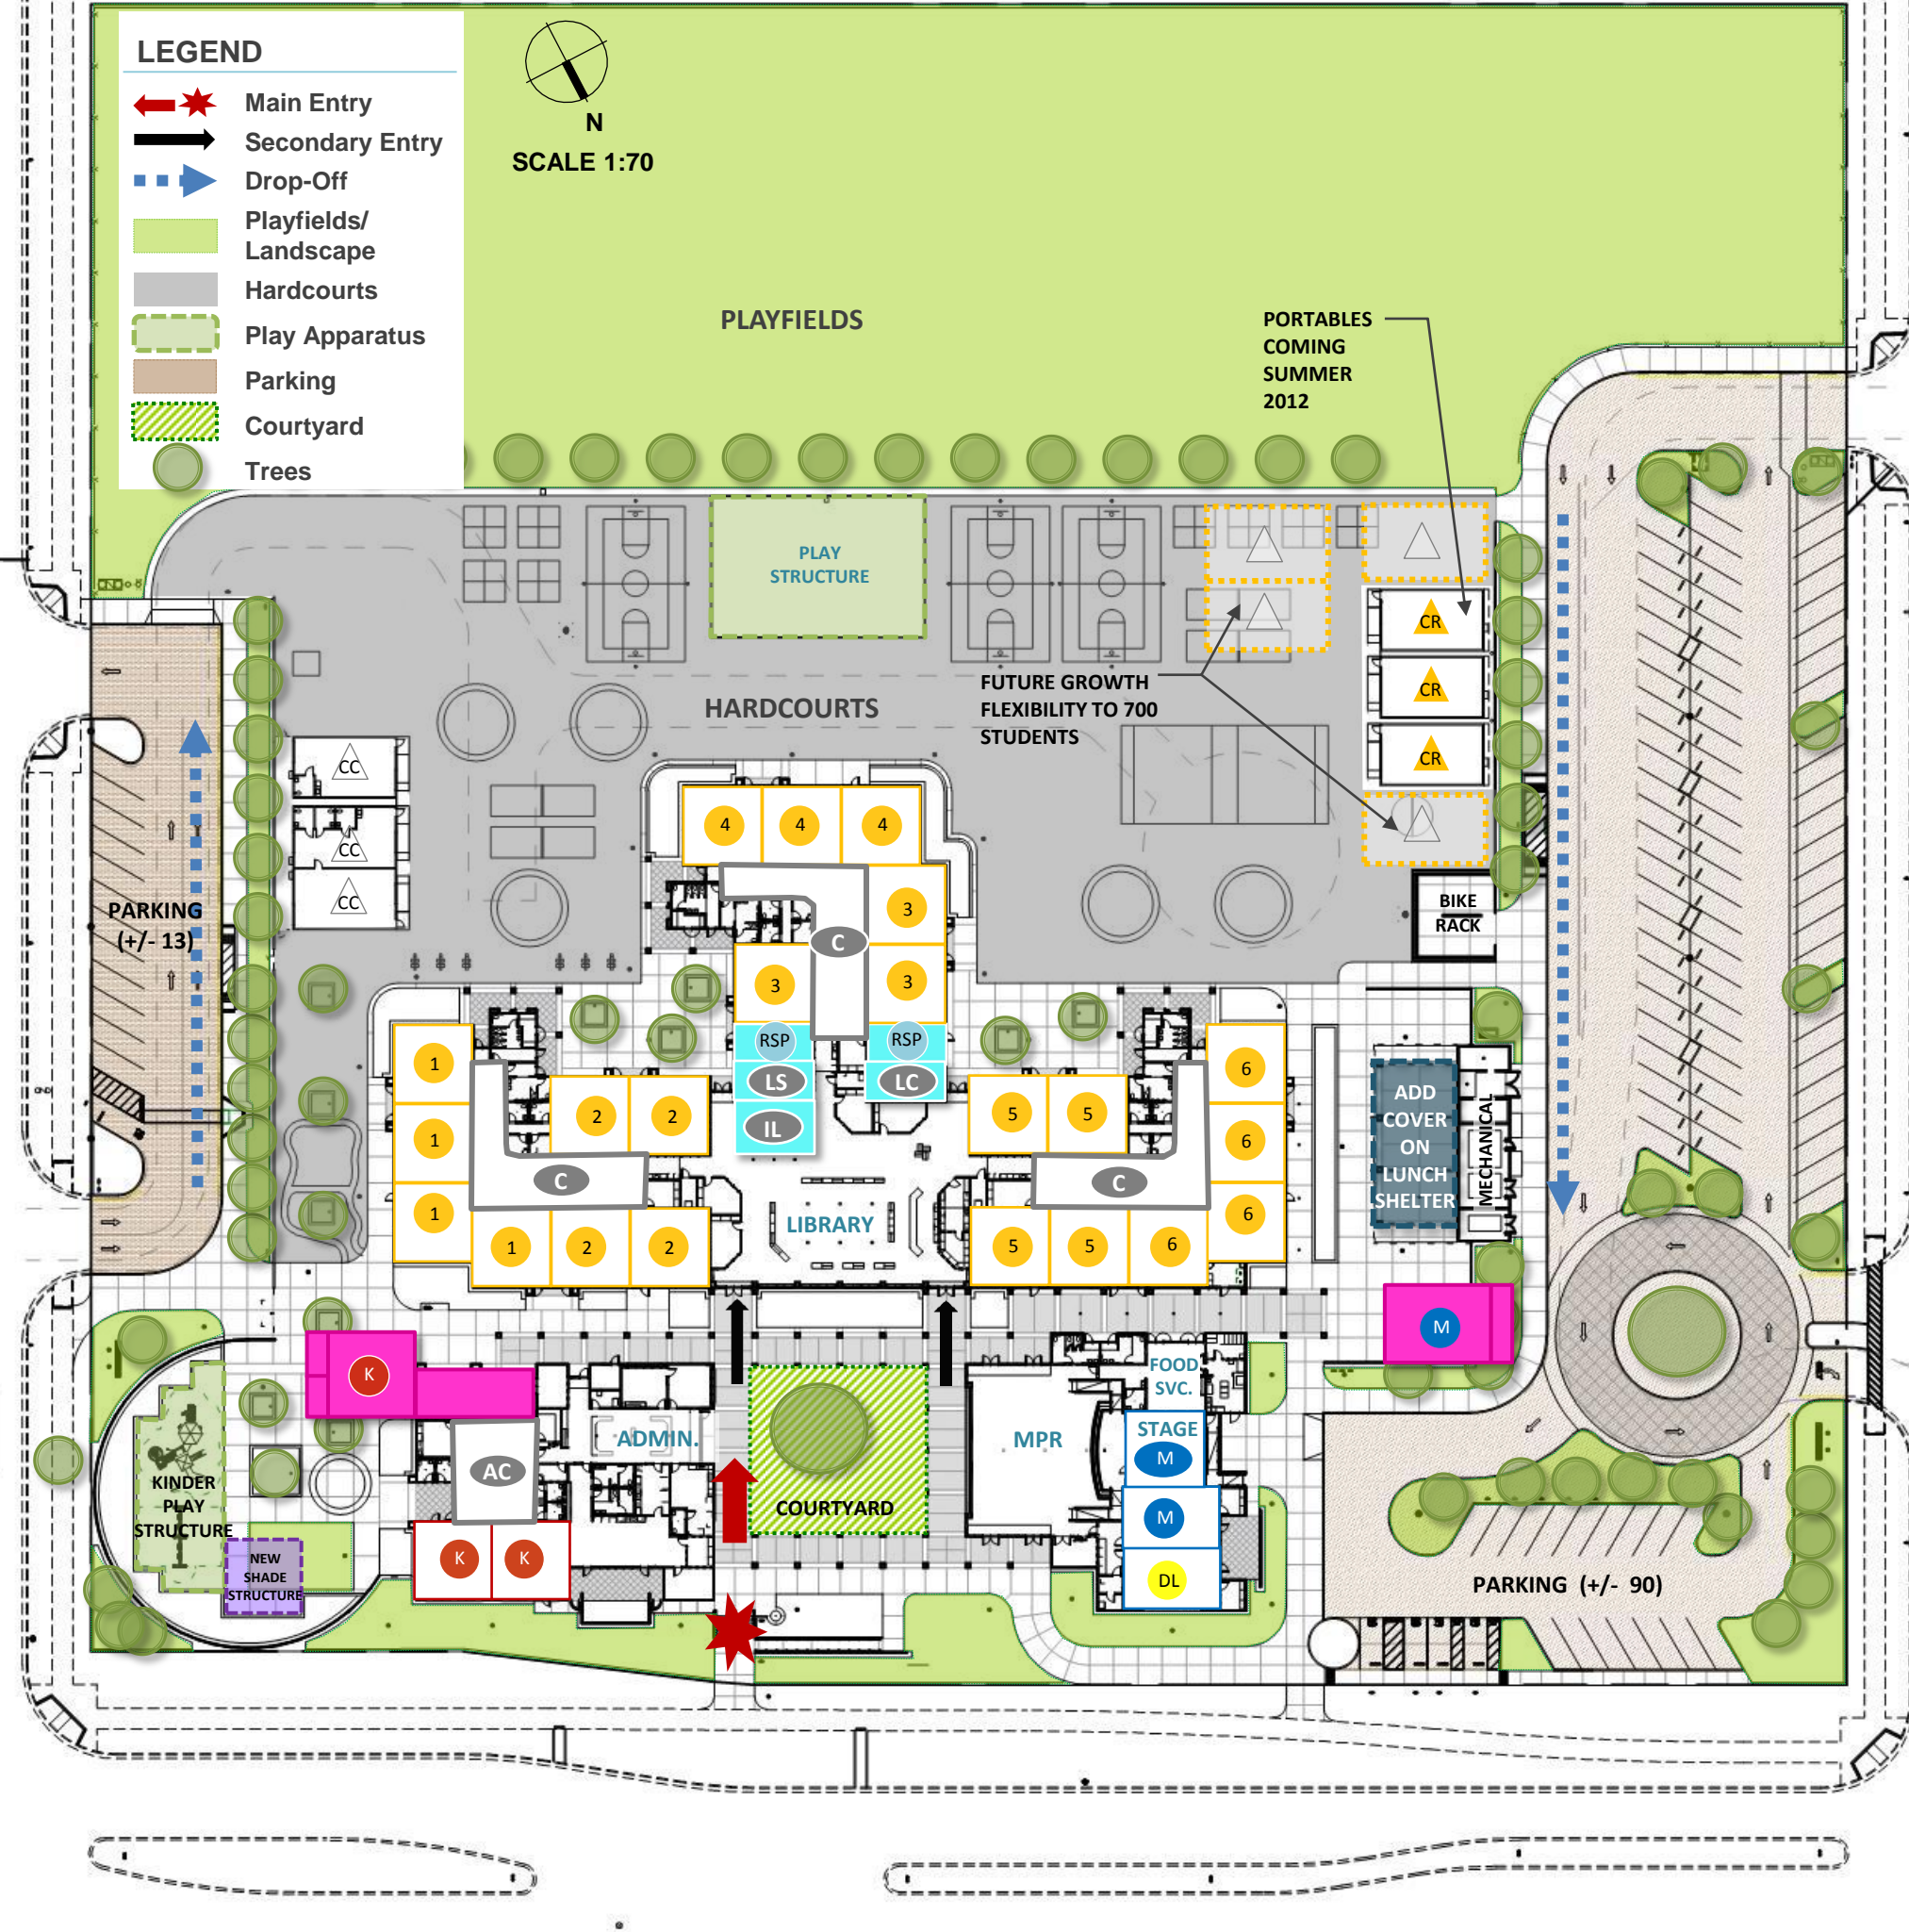 LEGEND
Main Entry
Secondary Entry
Drop-Off
Playfields/
Landscape
Hardcourts
Play Apparatus
Parking
Courtyard
Trees
N
SCALE 1:70
PLAYFIELDS
PORTABLES
COMING
SUMMER
2012
PLAY
STRUCTURE
CR
CR
CR
FUTURE GROWTH
FLEXIBILITY TO 700
STUDENTS
HARDCOURTS
CC
CC
CC
4 4 4
3
C
3 3
PARKING
(+/- 13)
BIKE
RACK
RSP RSP
LS LC
IL
1
2 2
1
C
1
1 2 2
LIBRARY
5 5
6
6
C
6
5 5 6
ADD
COVER
ON
LUNCH
SHELTER
MECHANICAL
M
K
FOOD
SVC.
STAGE
M
ADMIN.
MPR
AC
KINDER
PLAY
STRUCTURE
COURTYARD
M
K K
DL
NEW
SHADE
STRUCTURE
PARKING (+/- 90)